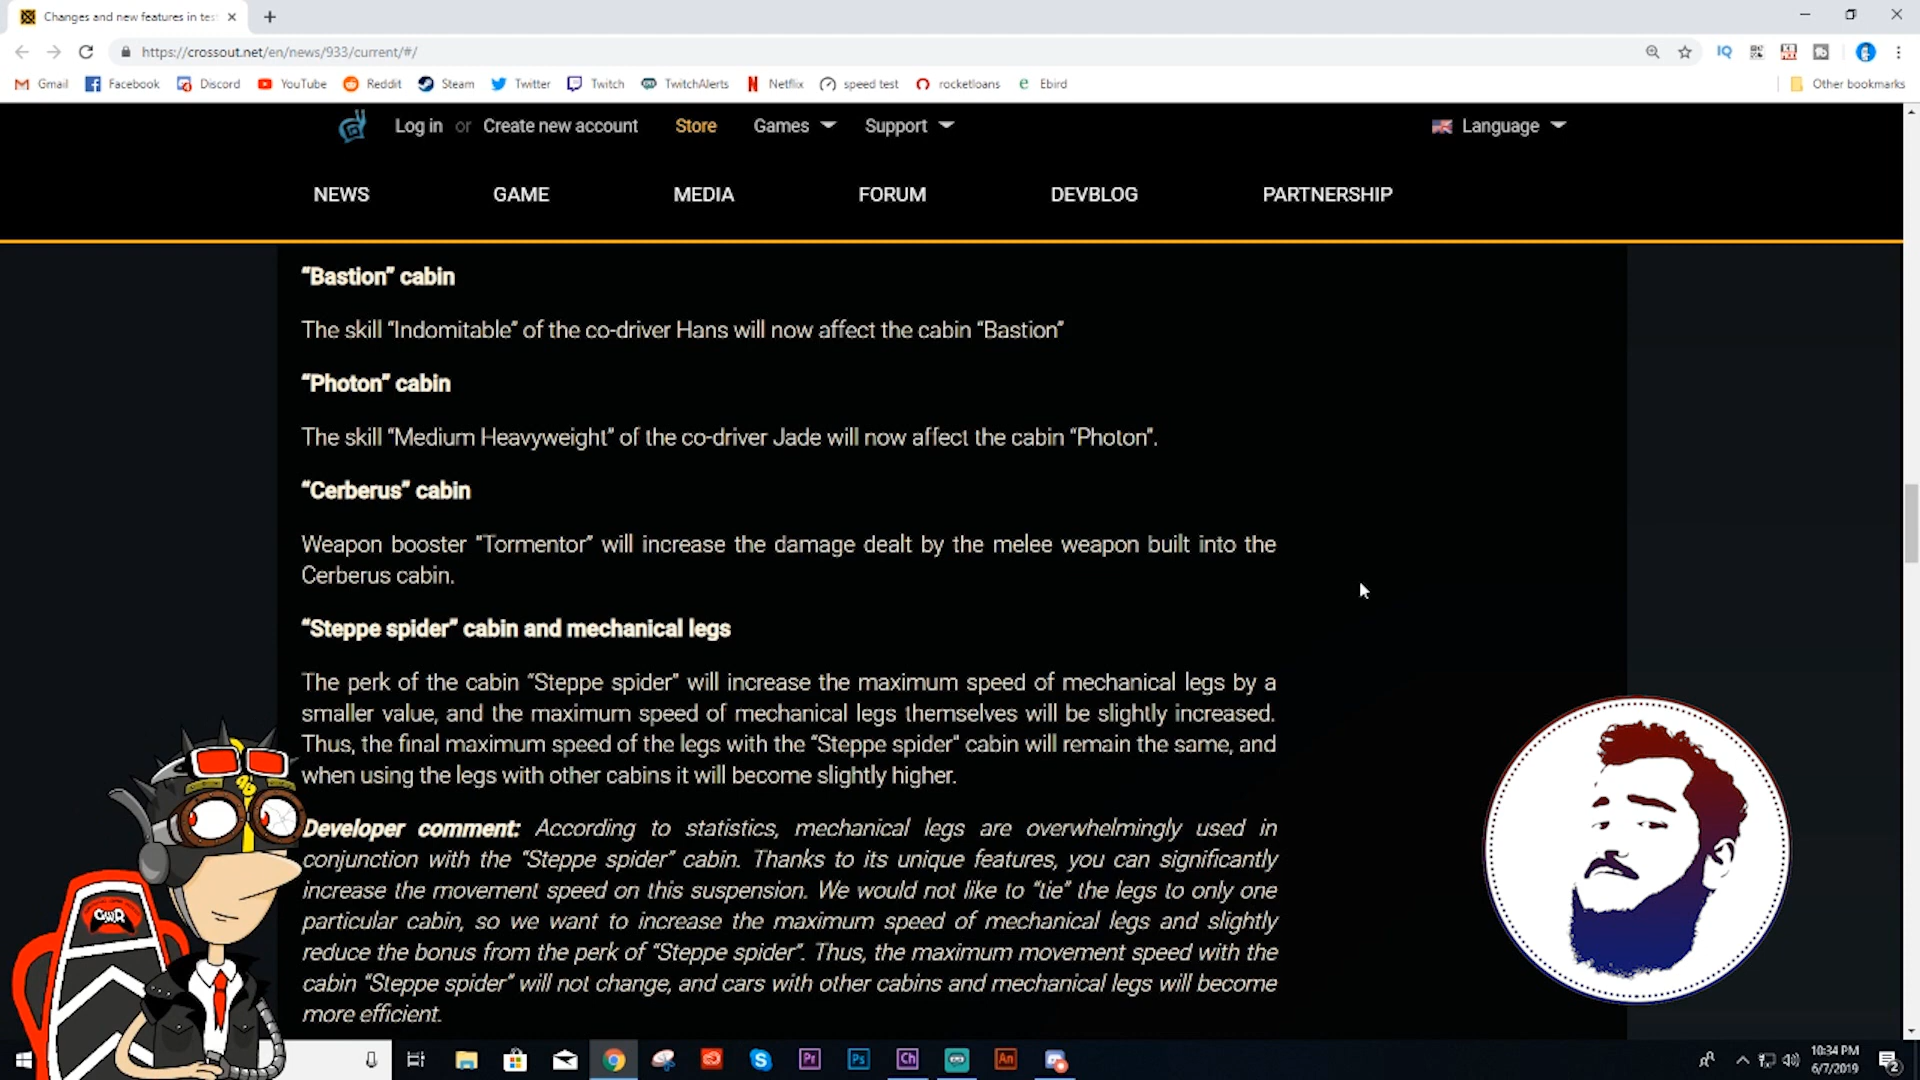 Changes and new features in tes
https://crossout.net/en/news/933/current/#/
IQ
Gmail Facebook Discord YouTube Reddit Steam Twitter Twitch TwitchAlerts Netflix speed test rocketloans Ebird Other bookmarks
Log in or Create new account Store Games Support Language
NEWS GAME MEDIA FORUM DEVBLOG PARTNERSHIP
“Bastion” cabin
The skill “Indomitable” of the co-driver Hans will now affect the cabin “Bastion”
“Photon” cabin
The skill “Medium Heavyweight” of the co-driver Jade will now affect the cabin “Photon”.
“Cerberus” cabin
Weapon booster “Tormentor” will increase the damage dealt by the melee weapon built into the
Cerberus cabin.
“Steppe spider” cabin and mechanical legs
The perk of the cabin “Steppe spider” will increase the maximum speed of mechanical legs by a
smaller value, and the maximum speed of mechanical legs themselves will be slightly increased.
Thus, the final maximum speed of the legs with the “Steppe spider” cabin will remain the same, and
when using the legs with other cabins it will become slightly higher.
Developer comment: According to statistics, mechanical legs are overwhelmingly used in
conjunction with the “Steppe spider” cabin. Thanks to its unique features, you can significantly
increase the movement speed on this suspension. We would not like to “tie” the legs to only one
particular cabin, so we want to increase the maximum speed of mechanical legs and slightly
reduce the bonus from the perk of “Steppe spider”. Thus, the maximum movement speed with the
cabin “Steppe spider” will not change, and cars with other cabins and mechanical legs will become
more efficient.
Pr Ps Ch An
10:34 PM
6/7/2019
2